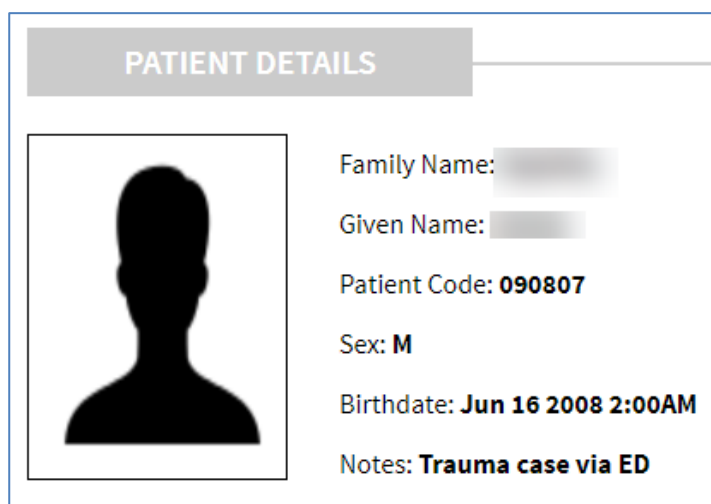 PATIENT DETAILS
Family Name:
Given Name:
Patient Code: 090807
Sex: M
Birthdate: Jun 16 2008 2:00AM
Notes: Trauma case via ED